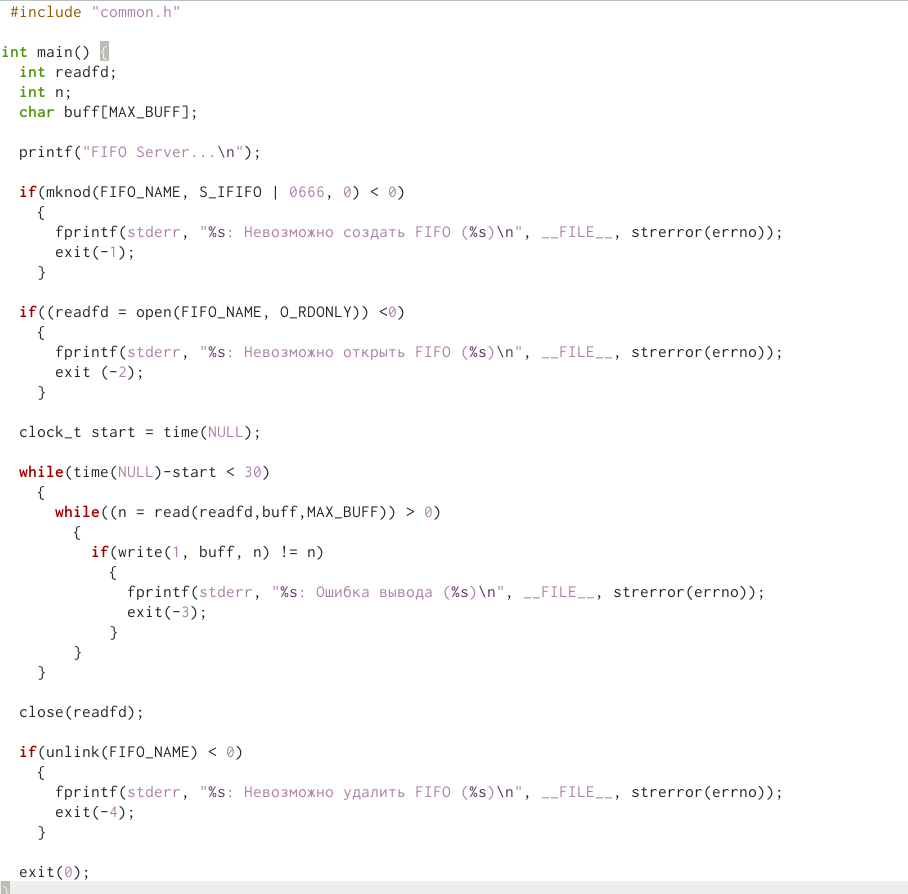 #include "common.h"
int main() {
int readfd;
int n;
char buff[MAX_BUFF];
printf("FIFO Server...\n");
if(mknod(FIFO_NAME, S_IFIFO | 0666, 0) < 0)
{
fprintf(stderr, "%s: Невозможно создать FIFO (%s)\n", __FILE__, strerror(errno));
exit(-1);
}
if((readfd = open(FIFO_NAME, O_RDONLY)) <0)
{
fprintf(stderr, "%s: Невозможно открыть FIFO (%s)\n", __FILE__, strerror(errno));
exit (-2);
}
clock_t start = time(NULL);
while(time(NULL)-start < 30)
{
while((n = read(readfd,buff,MAX_BUFF)) > 0)
{
if(write(1, buff, n) != n)
{
fprintf(stderr, "%s: Ошибка вывода (%s)\n", __FILE__, strerror(errno));
exit(-3);
}
}
}
close(readfd);
if(unlink(FIFO_NAME) < 0)
{
fprintf(stderr, "%s: Невозможно удалить FIFO (%s)\n", __FILE__, strerror(errno));
exit(-4);
}
exit(0);
}